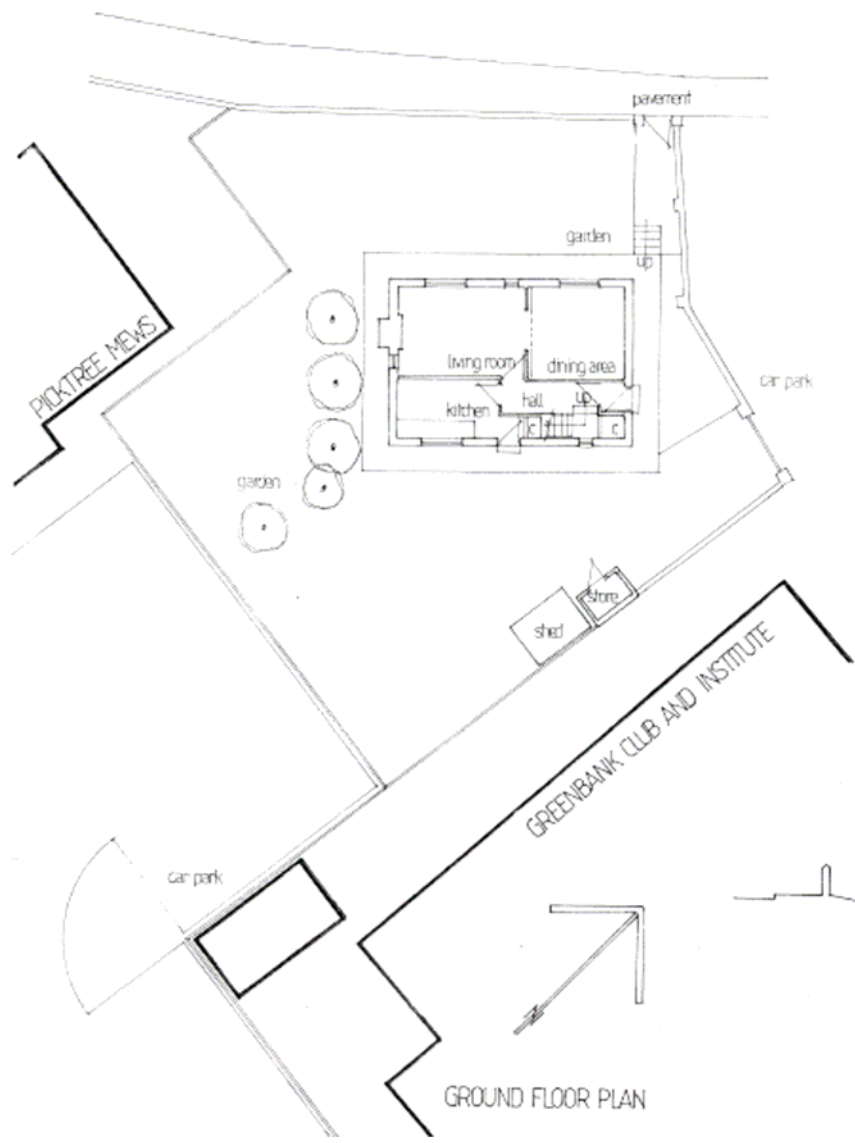 pavement
garden
up
PICKTREE MEWS
living room
dining area
car park
kitchen
hall
up
c
c
garden
store
shed
GREENBANK CLUB AND INSTITUTE
car park
GROUND FLOOR PLAN